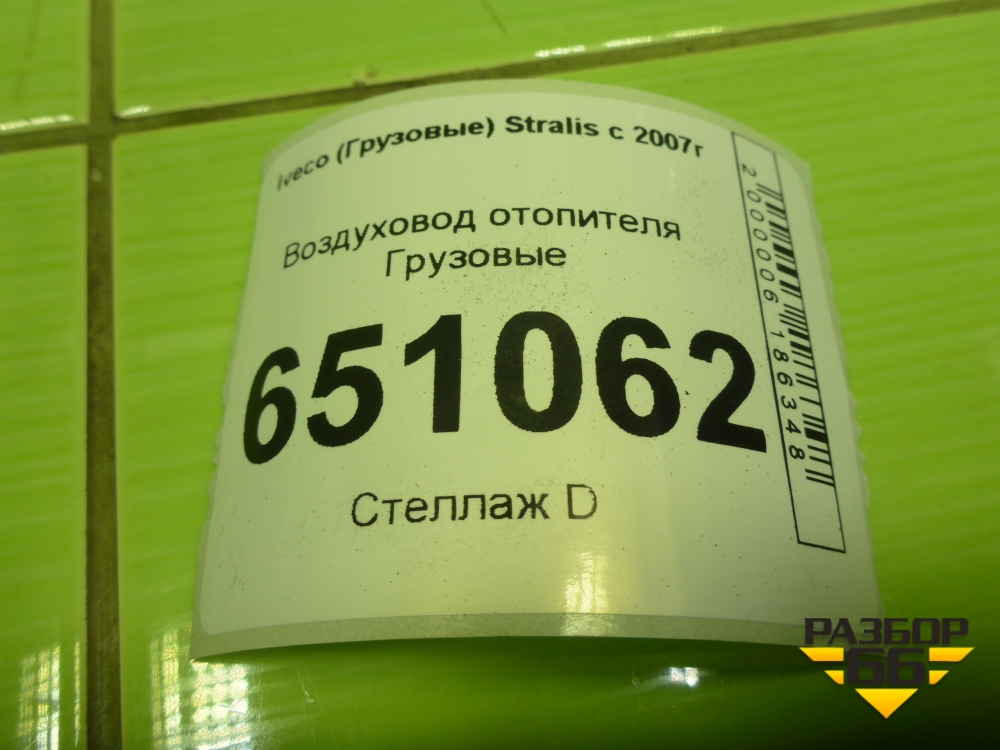 Iveco (Грузовые) Stralis с 2007г
Воздуховод отопителя
Грузовые
651062
Стеллаж D
2000006186348
РАЗБОР
66